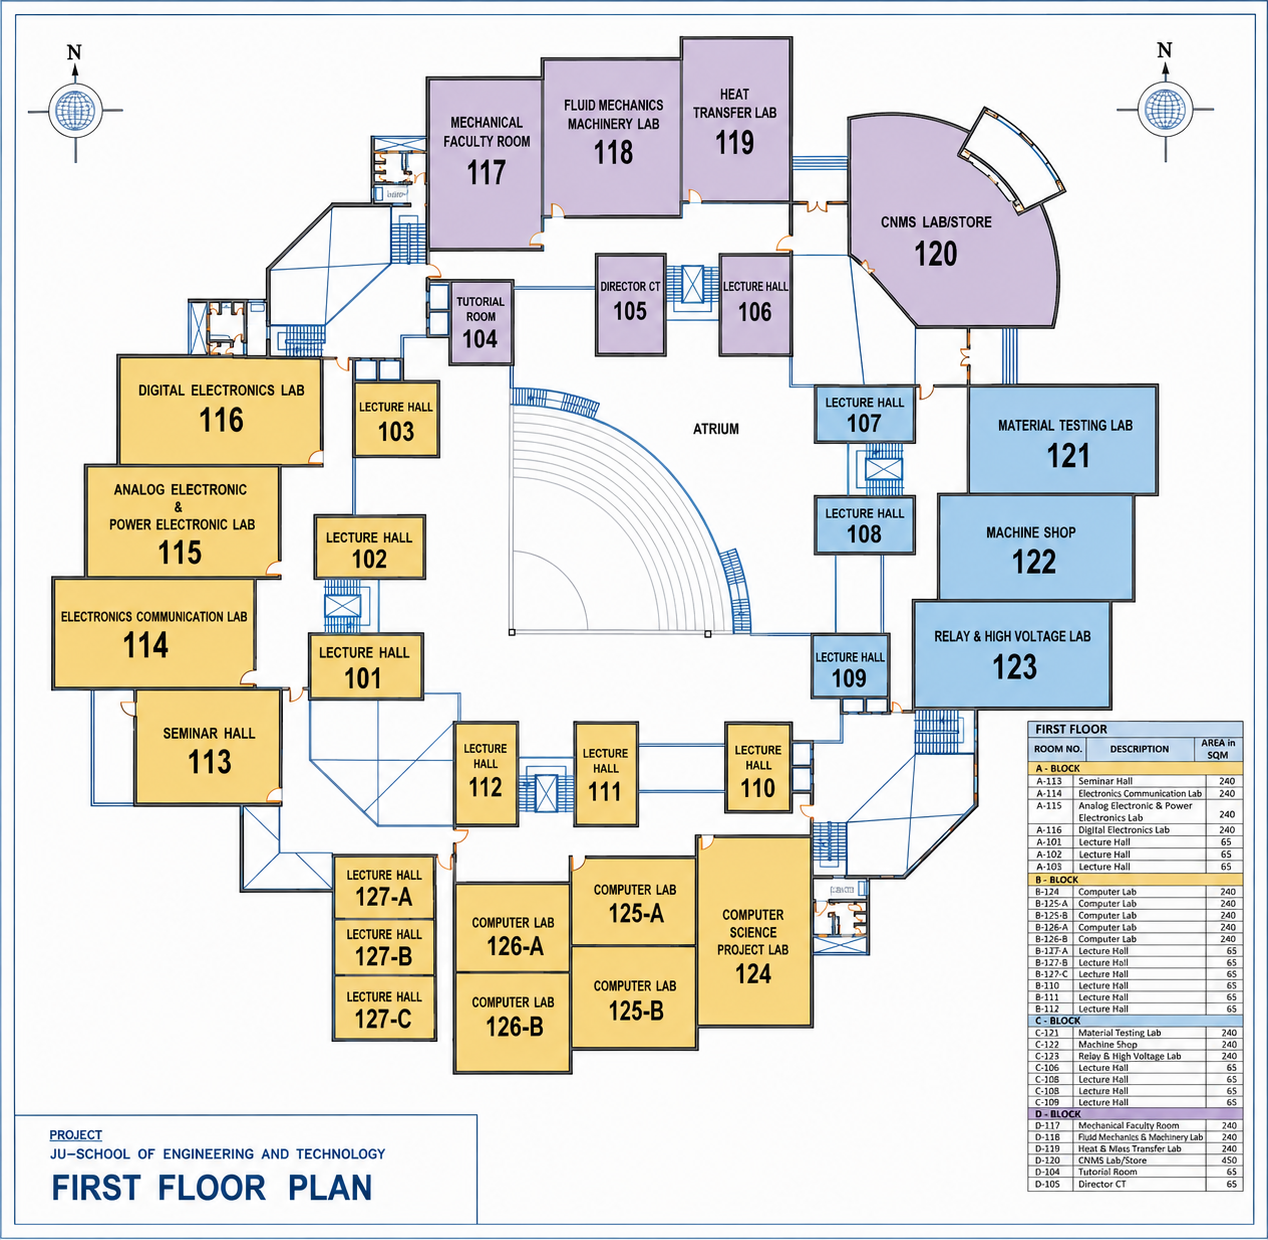 N
N
MECHANICAL
FACULTY ROOM
117
FLUID MECHANICS
MACHINERY LAB
118
HEAT
TRANSFER LAB
119
CNMS LAB/STORE
120
TUTORIAL
ROOM
104
DIRECTOR CT
105
LECTURE HALL
106
DIGITAL ELECTRONICS LAB
116
LECTURE HALL
103
ATRIUM
LECTURE HALL
107
MATERIAL TESTING LAB
121
ANALOG ELECTRONIC
&
POWER ELECTRONIC LAB
115
LECTURE HALL
102
LECTURE HALL
108
MACHINE SHOP
122
ELECTRONICS COMMUNICATION LAB
114
LECTURE HALL
101
LECTURE HALL
109
RELAY & HIGH VOLTAGE LAB
123
SEMINAR HALL
113
LECTURE
HALL
112
LECTURE
HALL
111
LECTURE
HALL
110
LECTURE HALL
127-A
LECTURE HALL
127-B
LECTURE HALL
127-C
COMPUTER LAB
126-A
COMPUTER LAB
126-B
COMPUTER LAB
125-A
COMPUTER LAB
125-B
COMPUTER
SCIENCE
PROJECT LAB
124
FIRST FLOOR
ROOM NO. DESCRIPTION AREA in SQM
A - BLOCK
A-113 Seminar Hall 240
A-114 Electronics Communication Lab 240
A-115 Analog Electronic & Power
Electronics Lab 240
A-116 Digital Electronics Lab 240
A-101 Lecture Hall 65
A-102 Lecture Hall 65
A-103 Lecture Hall 65
B - BLOCK
B-124 Computer Lab 240
B-125-A Computer Lab 240
B-125-B Computer Lab 240
B-126-A Computer Lab 240
B-126-B Computer Lab 240
B-127-A Lecture Hall 65
B-127-B Lecture Hall 65
B-127-C Lecture Hall 65
B-110 Lecture Hall 65
B-111 Lecture Hall 65
B-112 Lecture Hall 65
C - BLOCK
C-121 Material Testing Lab 240
C-122 Machine Shop 240
C-123 Relay & High Voltage Lab 240
C-106 Lecture Hall 65
C-108 Lecture Hall 65
C-108 Lecture Hall 65
C-109 Lecture Hall 65
D - BLOCK
D-117 Mechanical Faculty Room 240
D-118 Fluid Mechanics & Machinery Lab 240
D-119 Heat & Mass Transfer Lab 240
D-120 CNMS Lab/Store 450
D-104 Tutorial Room 65
D-105 Director CT 65
PROJECT
JU-SCHOOL OF ENGINEERING AND TECHNOLOGY
FIRST FLOOR PLAN